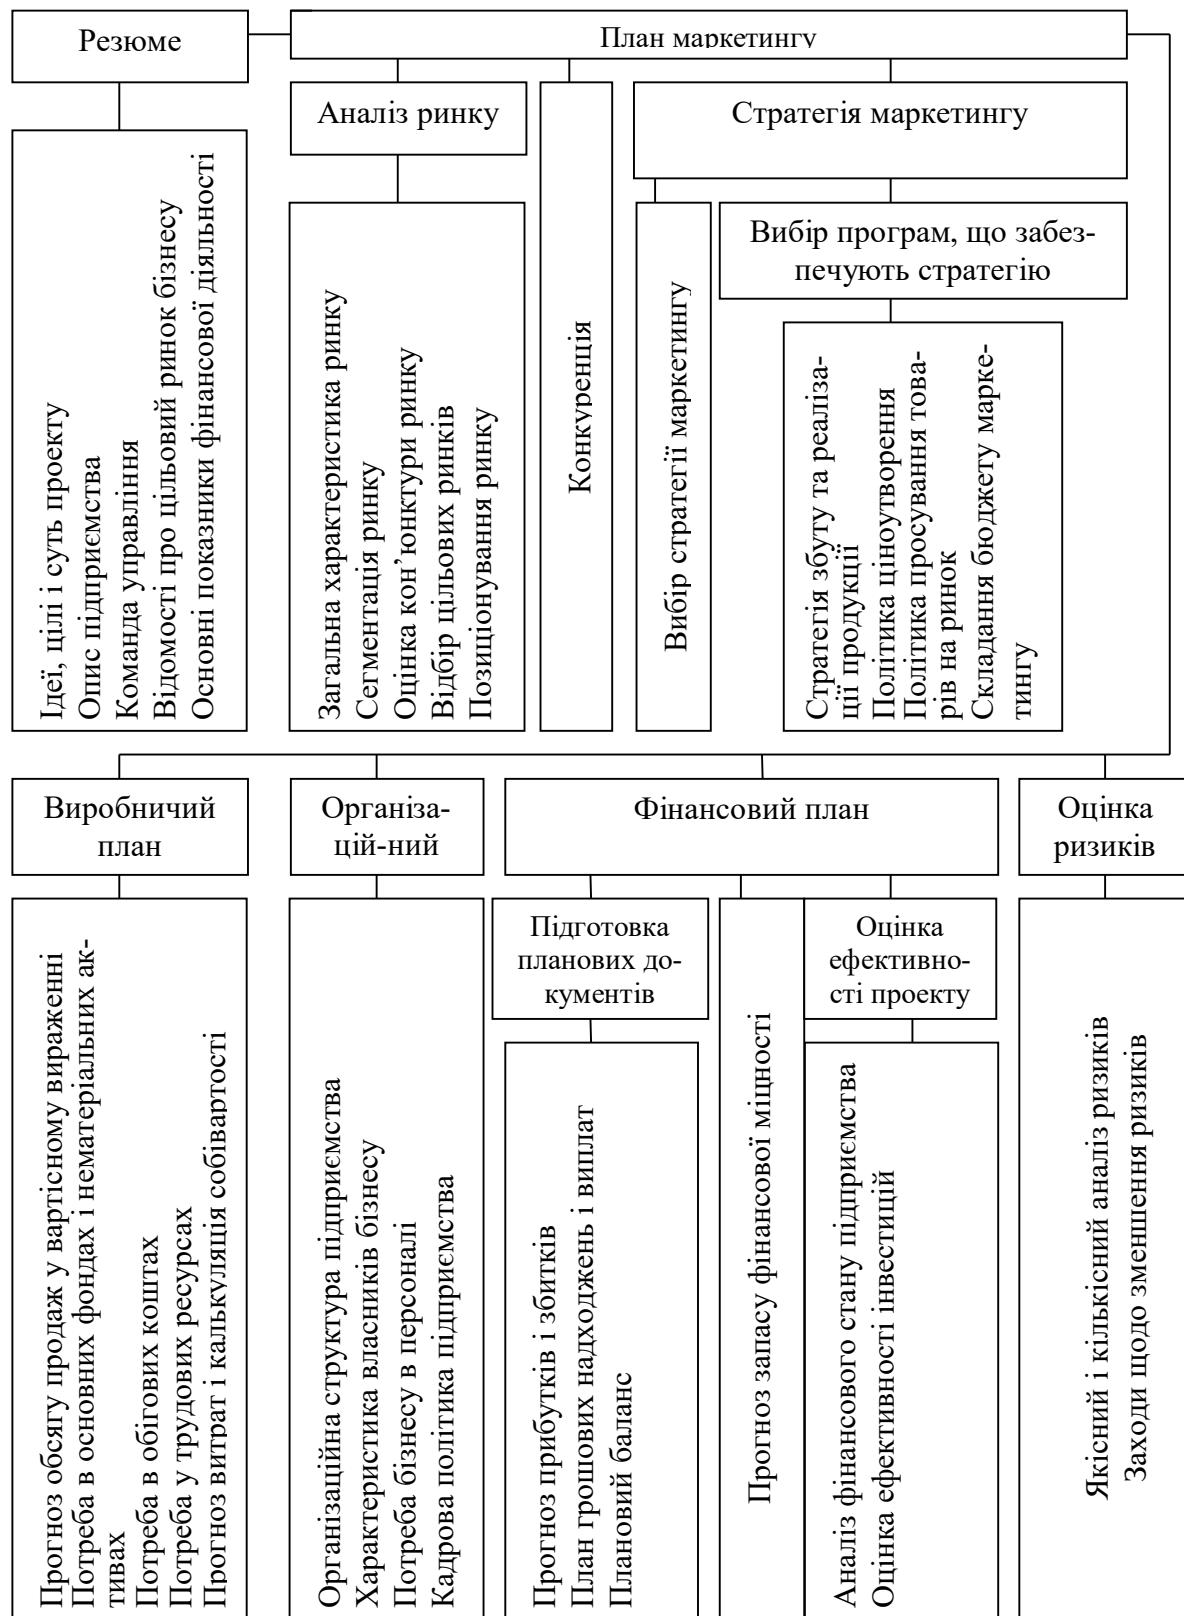 Резюме
План маркетингу
Аналіз ринку
Стратегія маркетингу
Вибір програм, що забез-
печують стратегію
Ідеї, цілі і суть проекту
Опис підприємства
Команда управління
Відомості про цільовий ринок бізнесу
Основні показники фінансової діяльності
Загальна характеристика ринку
Сегментація ринку
Оцінка кон’юнктури ринку
Відбір цільових ринків
Позиціонування ринку
Конкуренція
Вибір стратегії маркетингу
Стратегія збуту та реаліза-
ції продукції
Політика ціноутворення
Політика просування това-
рів на ринок
Складання бюджету марке-
тингу
Виробничий
план
Організа-
цій-ний
Фінансовий план
Оцінка
ризиків
Підготовка
планових до-
кументів
Оцінка
ефективно-
сті проекту
Прогноз обсягу продаж у вартісному вираженні
Потреба в основних фондах і нематеріальних ак-
тивах
Потреба в обігових коштах
Потреба у трудових ресурсах
Прогноз витрат і калькуляція собівартості
Організаційна структура підприємства
Характеристика власників бізнесу
Потреба бізнесу в персоналі
Кадрова політика підприємства
Прогноз прибутків і збитків
План грошових надходжень і виплат
Плановий баланс
Прогноз запасу фінансової міцності
Аналіз фінансового стану підприємства
Оцінка ефективності інвестицій
Якісний і кількісний аналіз ризиків
Заходи щодо зменшення ризиків